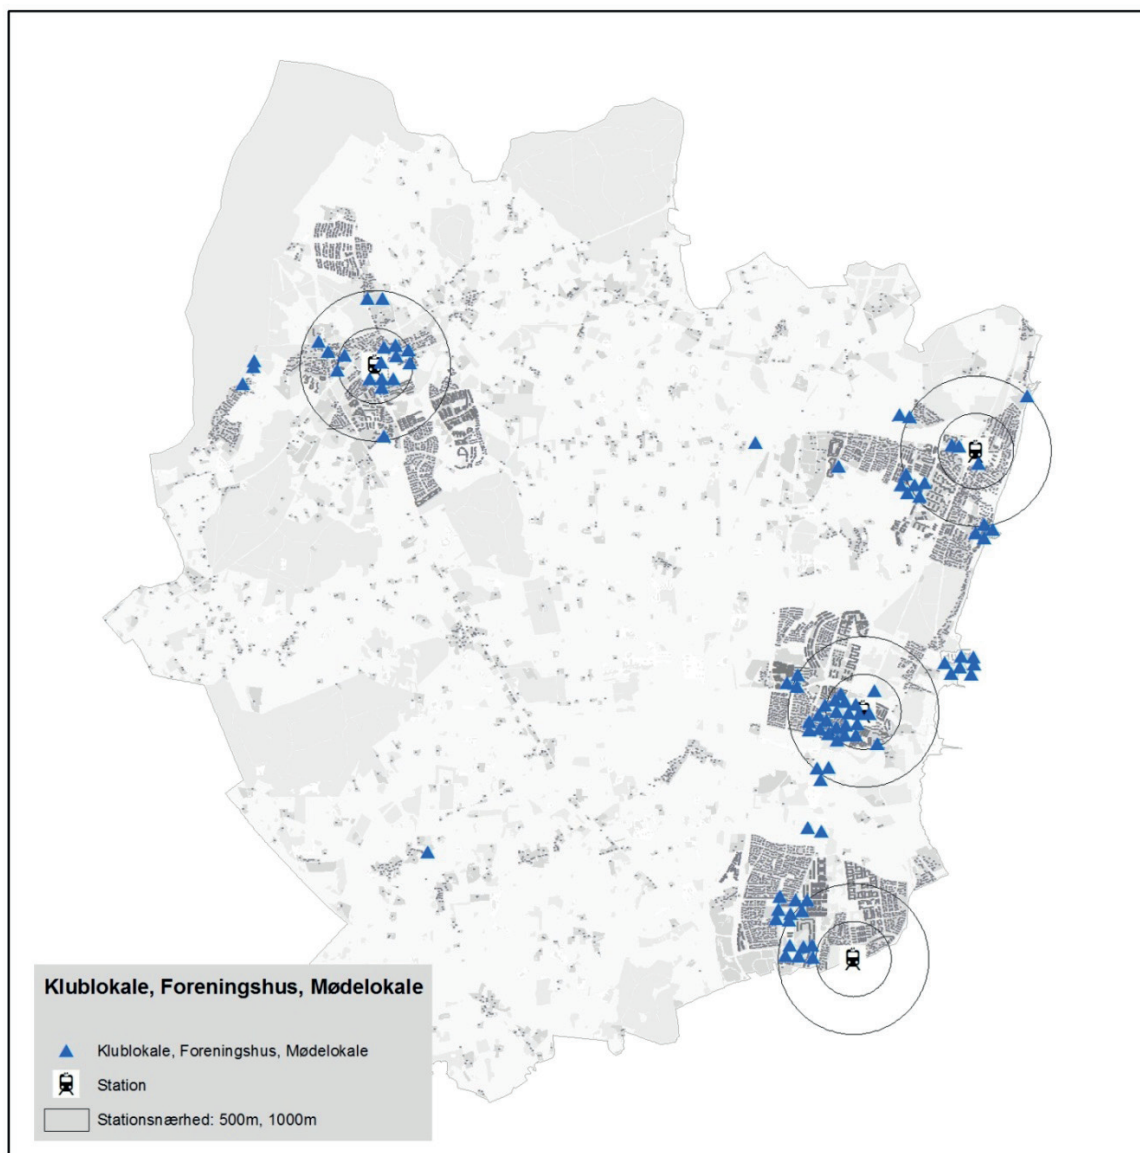 Klublokale, Foreningshus, Mødelokale
Klublokale, Foreningshus, Mødelokale
Station
Stationsnærhed: 500m, 1000m